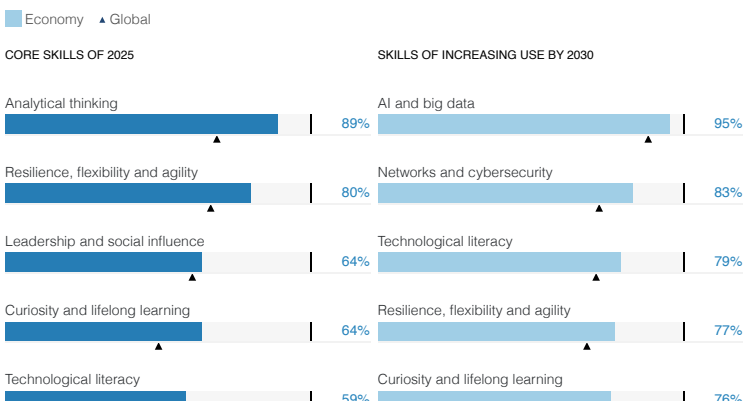 Economy ▲ Global
CORE SKILLS OF 2025
Analytical thinking
89%
Resilience, flexibility and agility
80%
Leadership and social influence
64%
Curiosity and lifelong learning
64%
Technological literacy
59%
SKILLS OF INCREASING USE BY 2030
AI and big data
95%
Networks and cybersecurity
83%
Technological literacy
79%
Resilience, flexibility and agility
77%
Curiosity and lifelong learning
76%